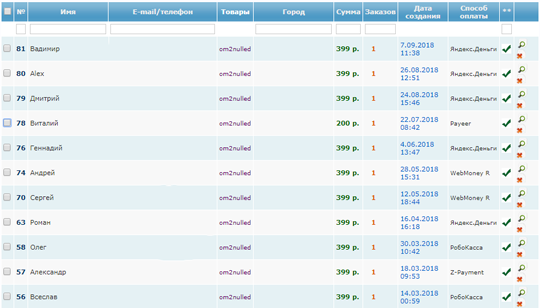 № Имя E-mail/телефон Товары Город Сумма Заказов Дата создания Способ оплаты **
81 Вадимир om2nulled 399 р. 1 7.09.2018 11:38 Яндекс.Деньги
80 Alex om2nulled 399 р. 1 26.08.2018 12:51 Яндекс.Деньги
79 Дмитрий om2nulled 399 р. 1 24.08.2018 15:46 Яндекс.Деньги
78 Виталий om2nulled 200 р. 1 22.07.2018 08:42 Payeer
76 Геннадий om2nulled 399 р. 1 4.06.2018 13:47 Яндекс.Деньги
74 Андрей om2nulled 399 р. 1 28.05.2018 15:31 WebMoney R
70 Сергей om2nulled 399 р. 1 12.05.2018 18:44 WebMoney R
63 Роман om2nulled 399 р. 1 16.04.2018 16:18 Яндекс.Деньги
58 Олег om2nulled 399 р. 1 30.03.2018 10:42 РобоКасса
57 Александр om2nulled 399 р. 1 18.03.2018 09:53 Z-Payment
56 Всеслав om2nulled 399 р. 1 14.03.2018 00:59 РобоКасса